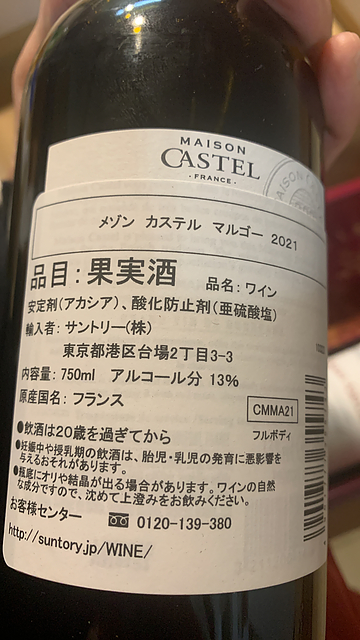 MAISON
CASTEL
・FRANCE・
メゾン カステル マルゴー 2021
品目：果実酒 品名：ワイン
安定剤(アカシア)、酸化防止剤(亜硫酸塩)
輸入者：サントリー(株)
東京都港区台場2丁目3-3
内容量：750ml アルコール分 13%
原産国名：フランス
CMMA21
フルボディ
●飲酒は20歳を過ぎてから
●妊娠中や授乳期の飲酒は、胎児・乳児の発育に悪影響を
与えるおそれがあります。
●瓶底にオリや結晶が出る場合があります。ワインの自然
な成分ですので、沈めて上澄みをお飲みください。
お客様センター 0120-139-380
http://suntory.jp/WINE/